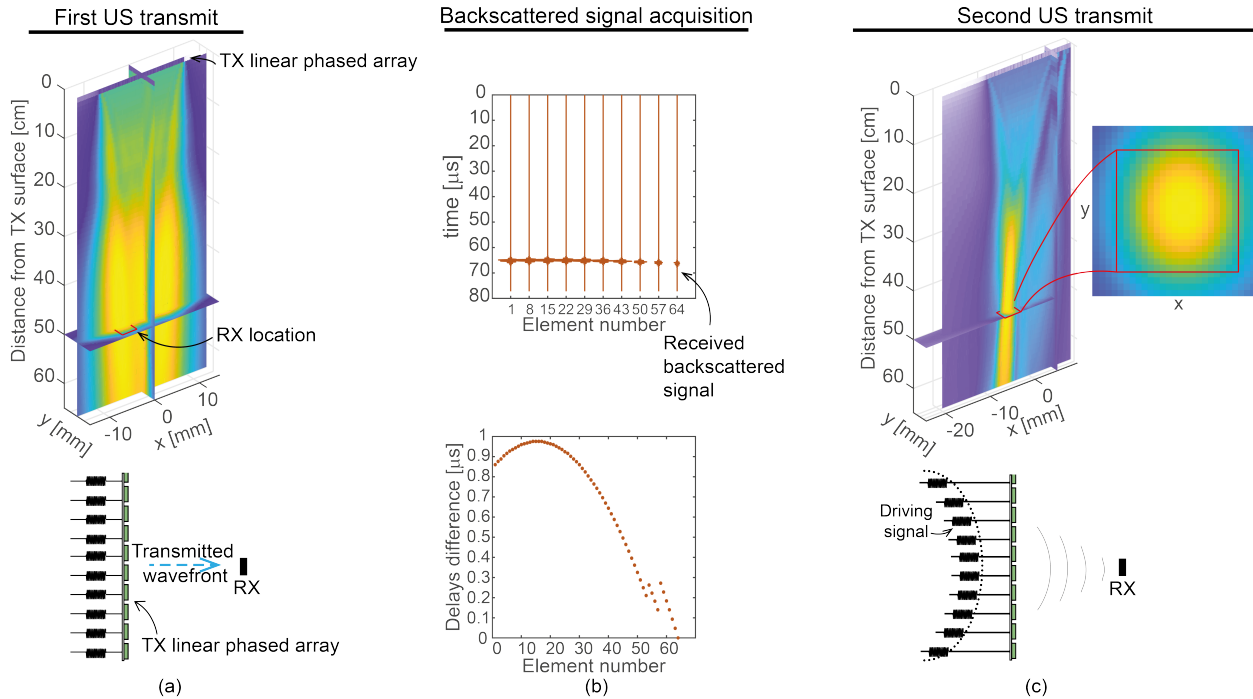 First US transmit
TX linear phased array
Distance from TX surface [cm]
0
10
20
30
40
50
60
RX location
y [mm]
-10
0
10
x [mm]
Transmitted
wavefront
RX
TX linear phased array
(a)
Backscattered signal acquisition
time [μs]
0
10
20
30
40
50
60
70
80
1 8 15 22 29 36 43 50 57 64
Element number
Received
backscattered
signal
Delays difference [μs]
1
0.9
0.8
0.7
0.6
0.5
0.4
0.3
0.2
0.1
0
0 10 20 30 40 50 60 70
Element number
(b)
Second US transmit
Distance from TX surface [cm]
0
10
20
30
40
50
60
y [mm]
-20
-10
0
x [mm]
y
x
Driving
signal
RX
(c)